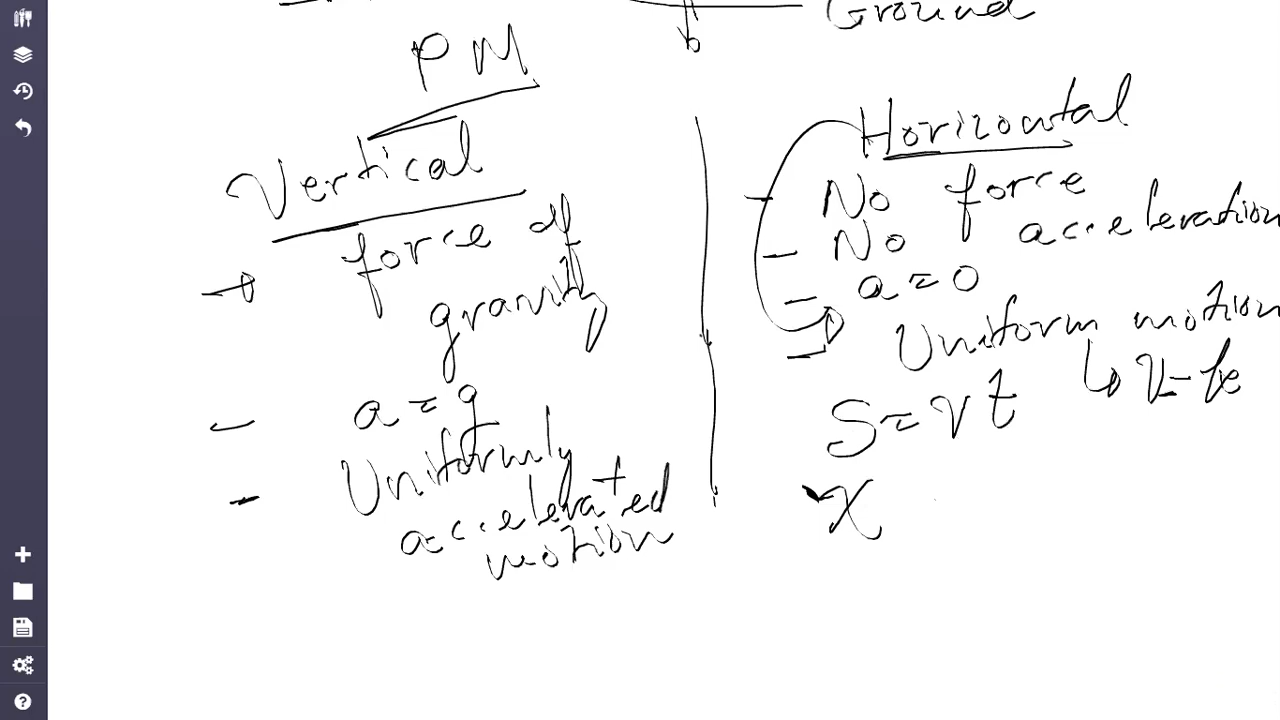 Ground
PM
Vertical
force of
gravity
a = g
Uniformly
accelerated
motion
Horizontal
No force
No acceleration
a = 0
Uniform motion
S = vt
x